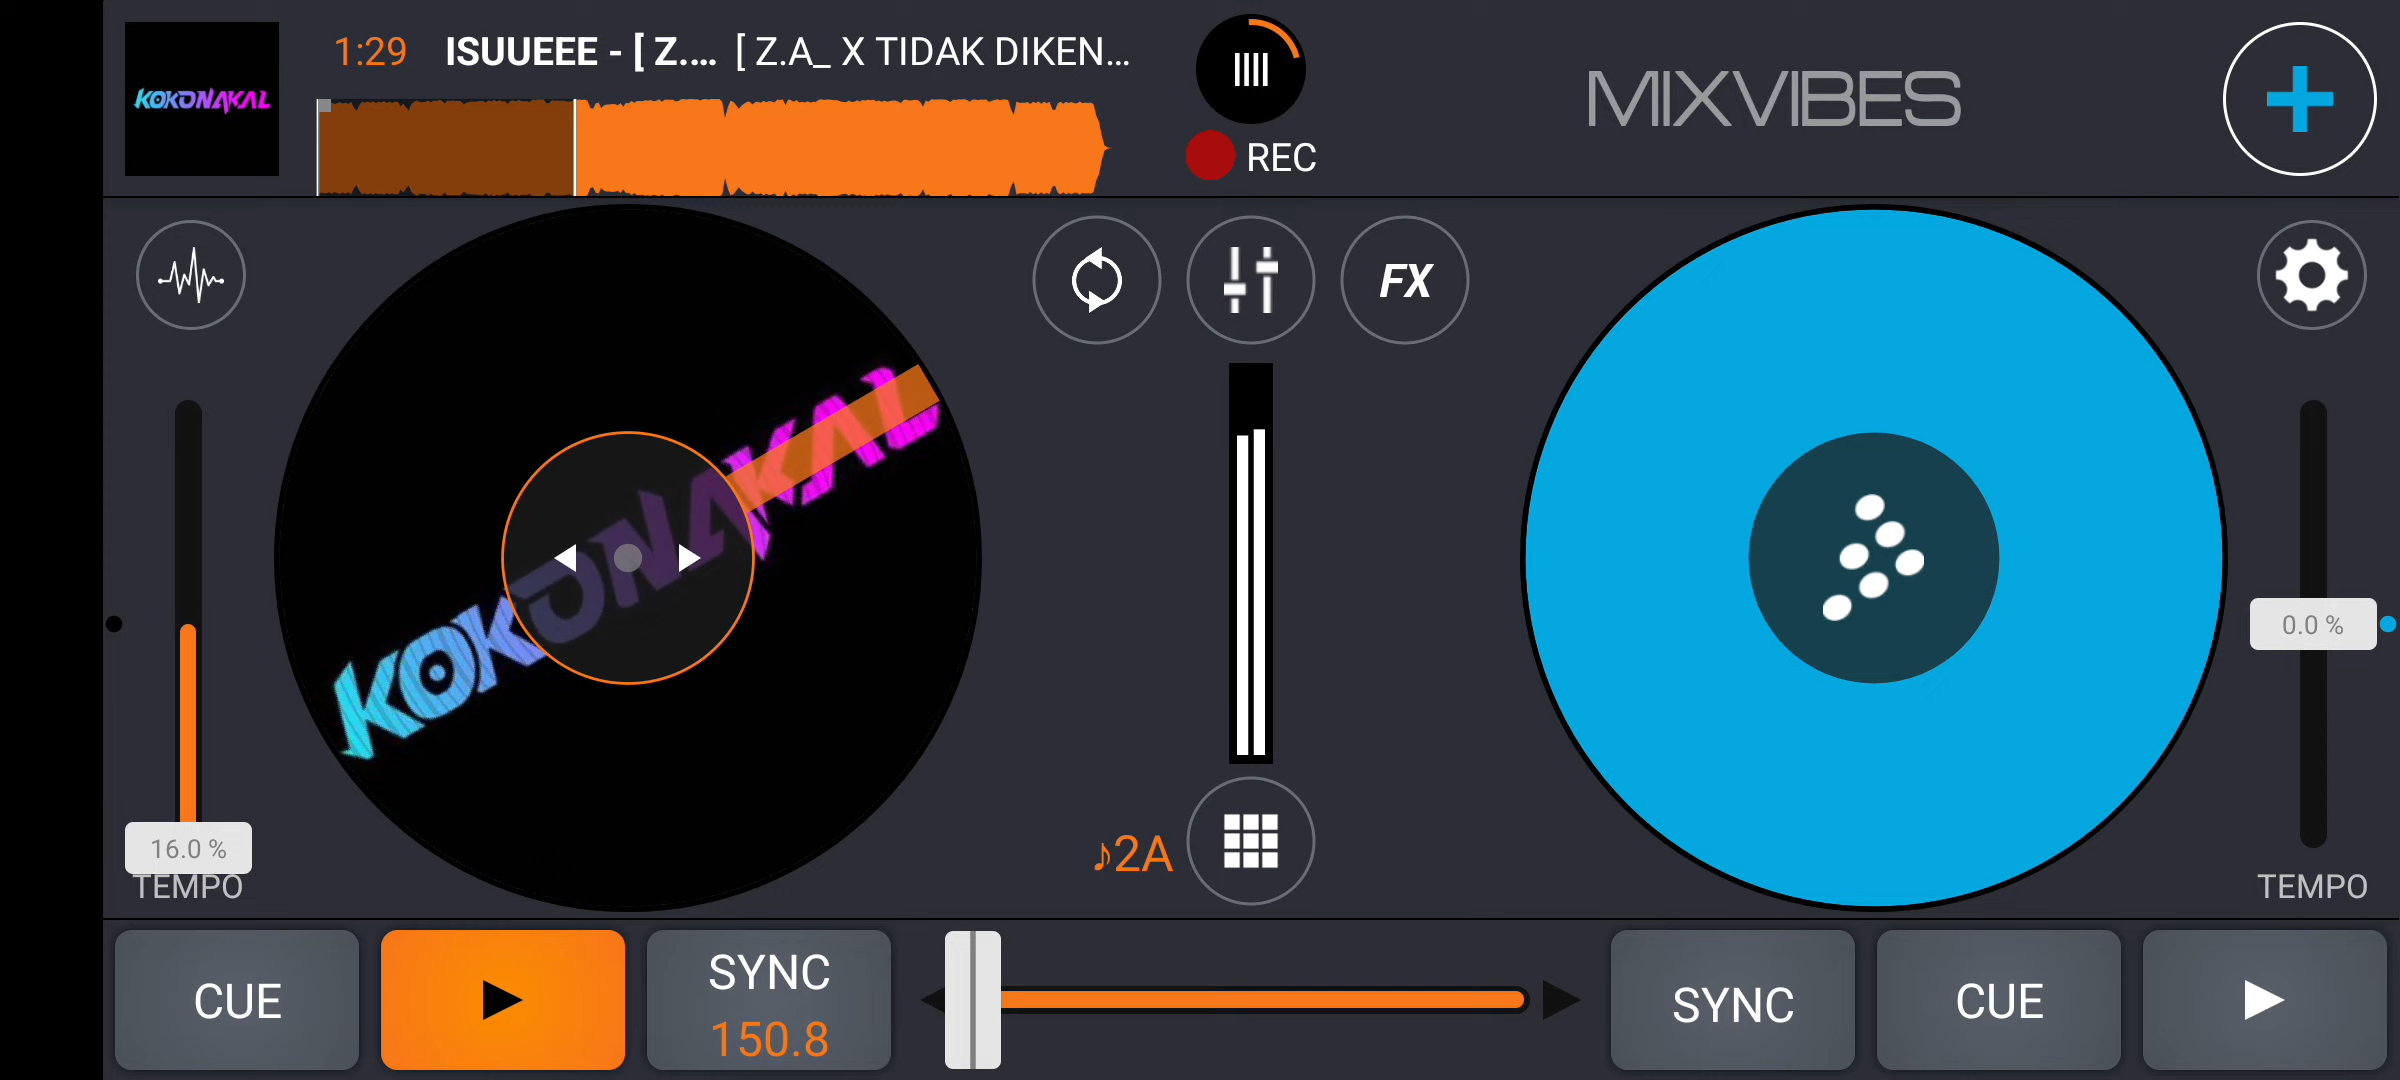 KOKONAKAL
1:29 ISUUEEE - [ Z.... [ Z.A_ X TIDAK DIKEN...
REC
MIXVIBES
FX
KOKONAKAL
16.0 %
TEMPO
♪2A
0.0 %
TEMPO
CUE
SYNC
150.8
SYNC
CUE